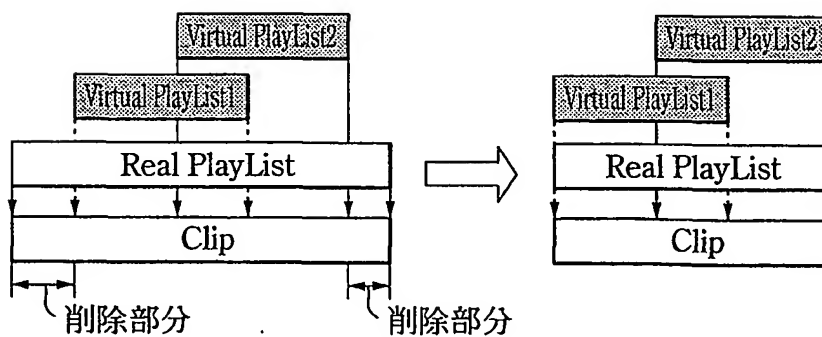 Virtual PlayList2
Virtual PlayList1
Real PlayList
Clip
削除部分
削除部分
Virtual PlayList2
Virtual PlayList1
Real PlayList
Clip